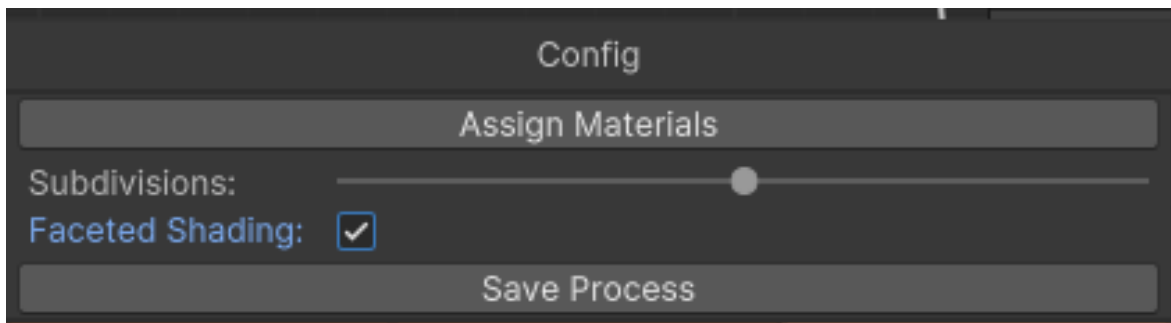 Config
Assign Materials
Subdivisions:
Faceted Shading:
Save Process